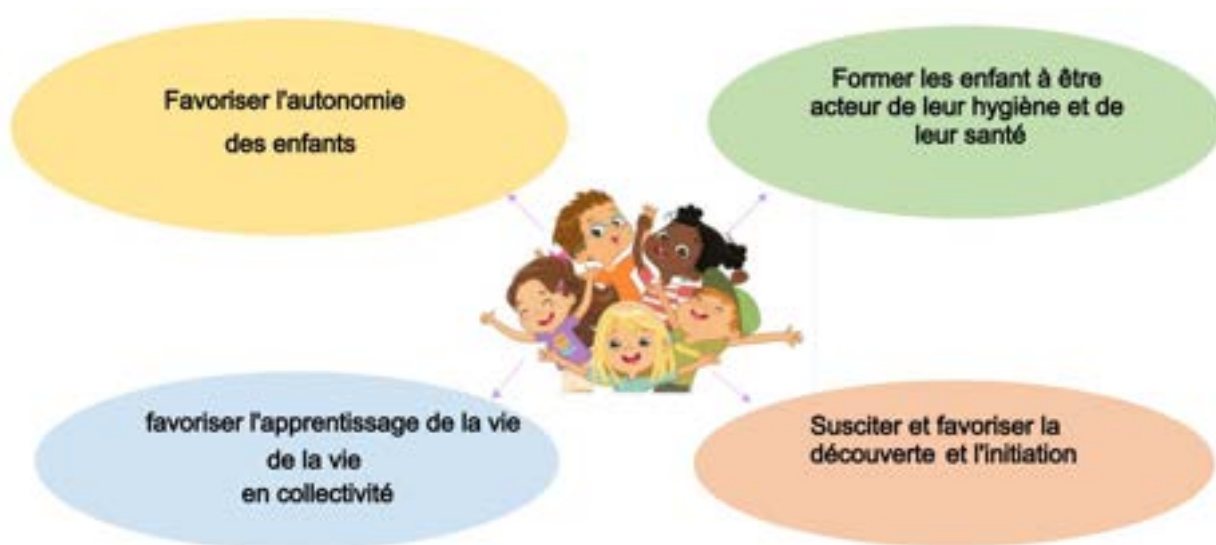 Favoriser l'autonomie
des enfants
Former les enfant à être
acteur de leur hygiène et de
leur santé
favoriser l'apprentissage de la vie
de la vie
en collectivité
Susciter et favoriser la
découverte et l'initiation